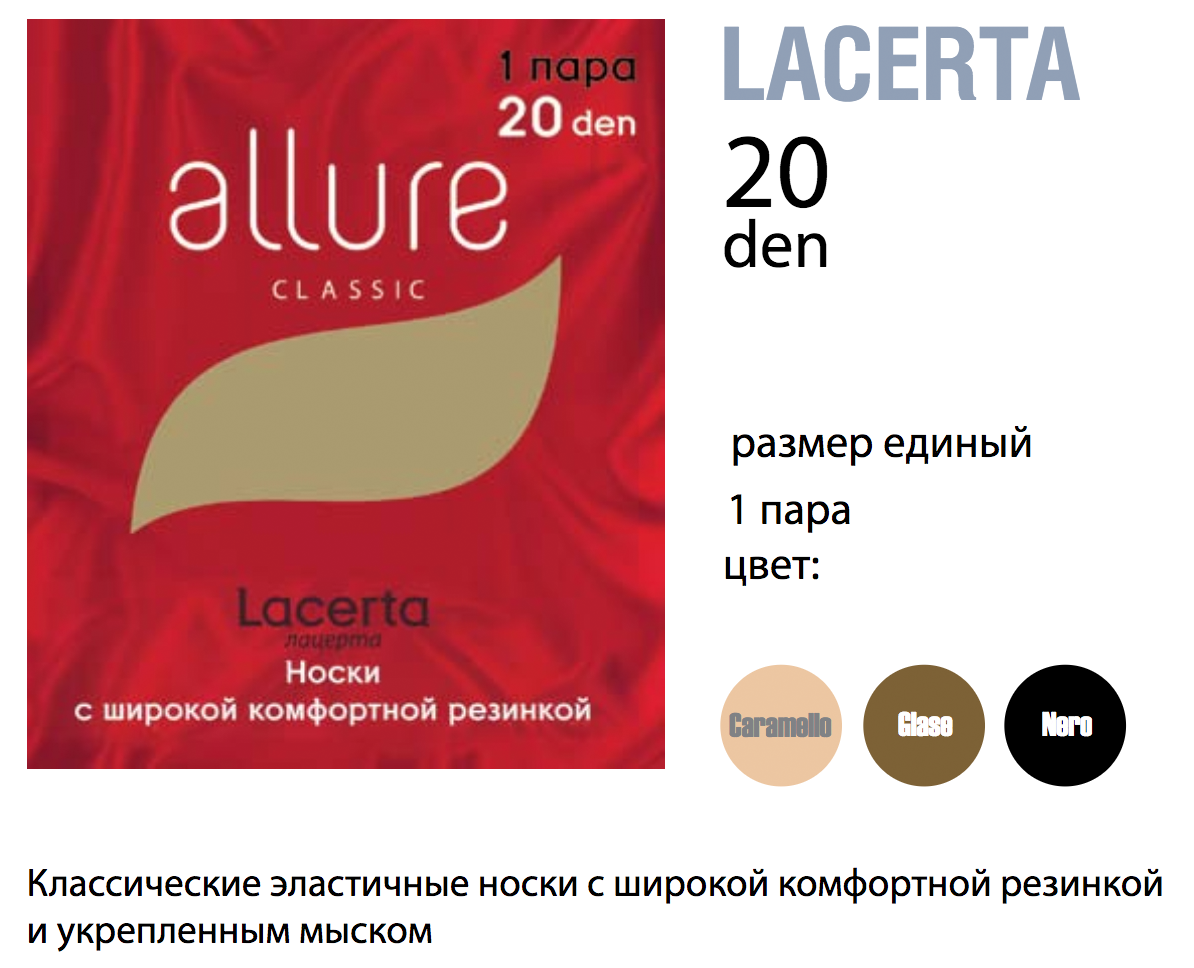 1 пара
20 den
allure
CLASSIC
Lacerta
лацерта
Носки
с широкой комфортной резинкой
LACERTA
20
den
размер единый
1 пара
цвет:
Caramello
Glase
Nero
Классические эластичные носки с широкой комфортной резинкой
и укрепленным мыском